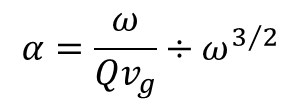 α = ω / (Qv_g) ÷ ω^{3/2}